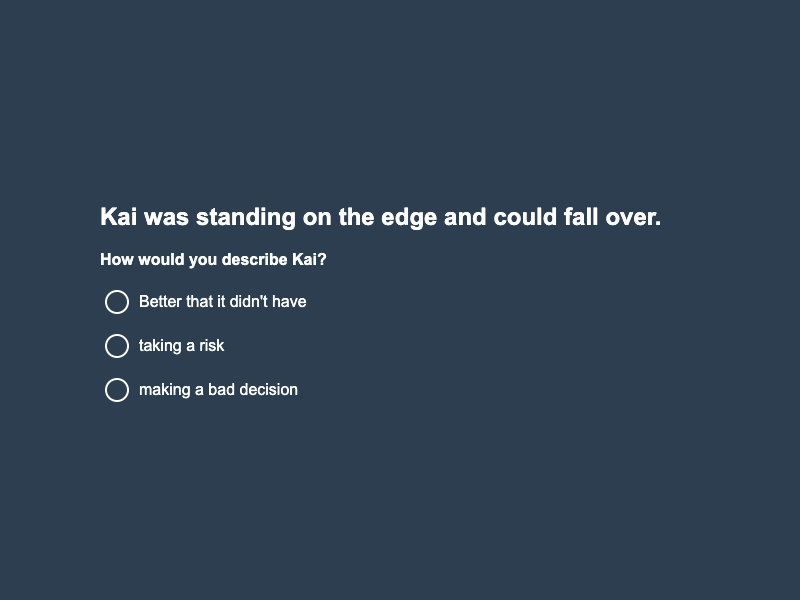 Kai was standing on the edge and could fall over.
How would you describe Kai?
Better that it didn't have
taking a risk
making a bad decision